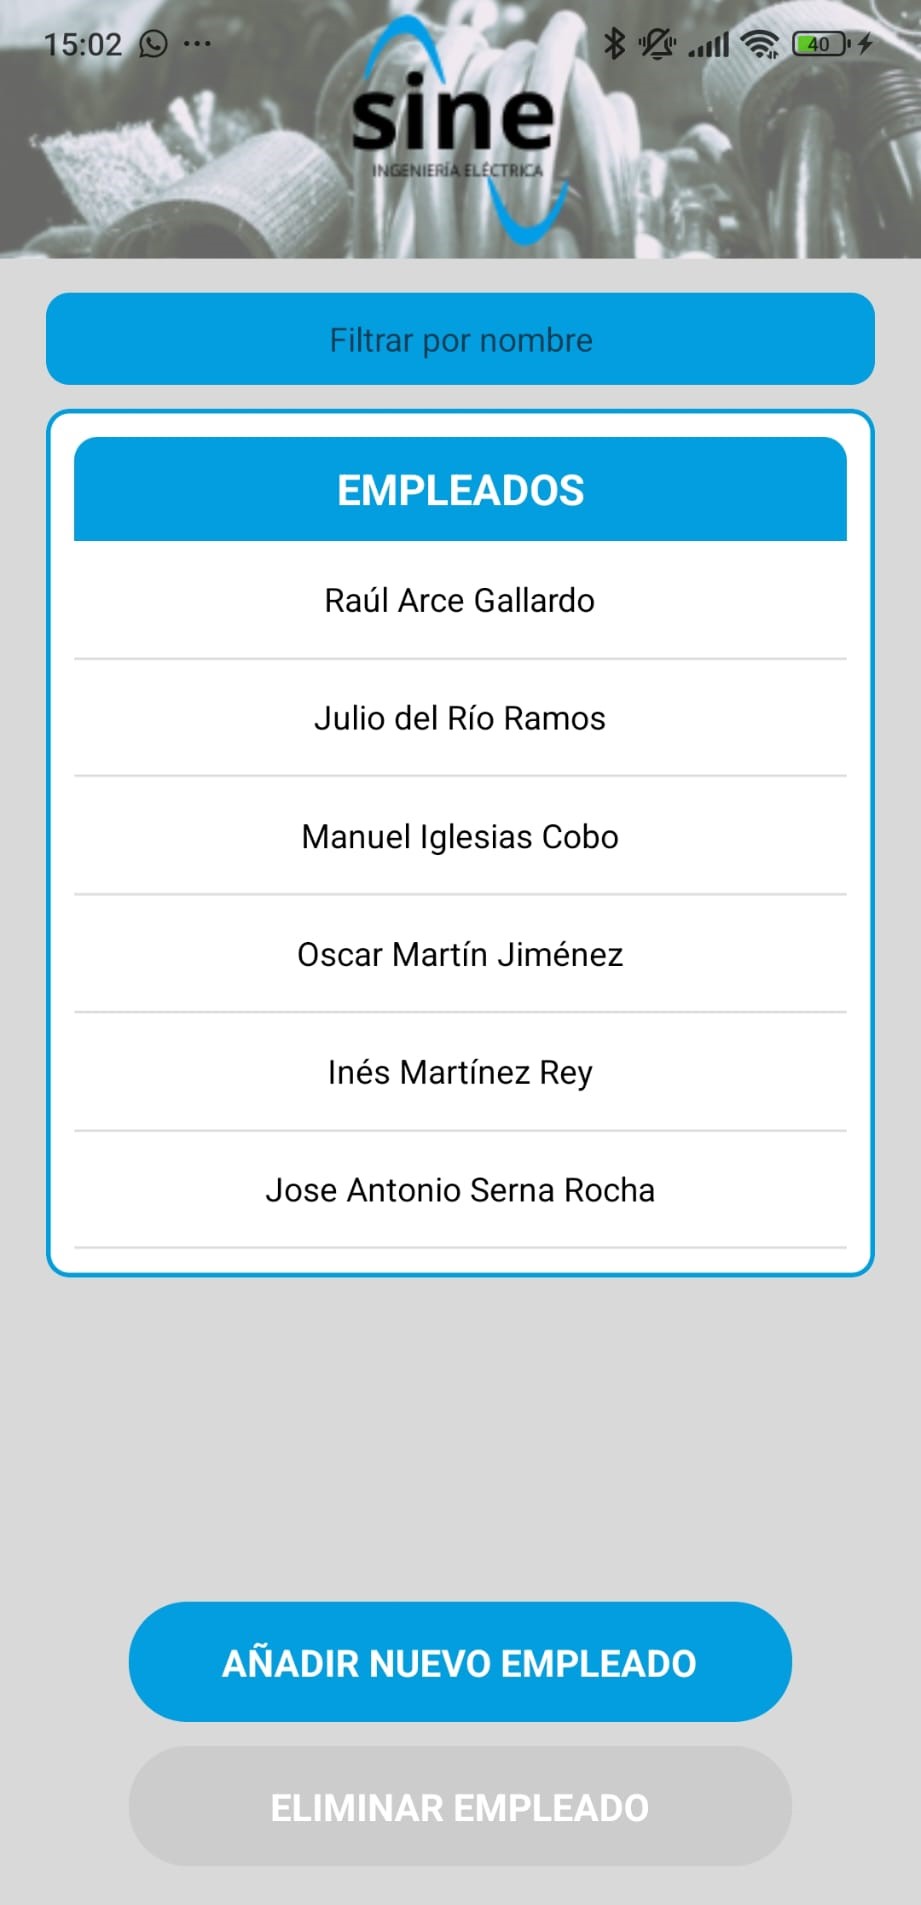 15:02
40
sine
INGENIERÍA ELÉCTRICA
Filtrar por nombre
EMPLEADOS
Raúl Arce Gallardo
Julio del Río Ramos
Manuel Iglesias Cobo
Oscar Martín Jiménez
Inés Martínez Rey
Jose Antonio Serna Rocha
AÑADIR NUEVO EMPLEADO
ELIMINAR EMPLEADO